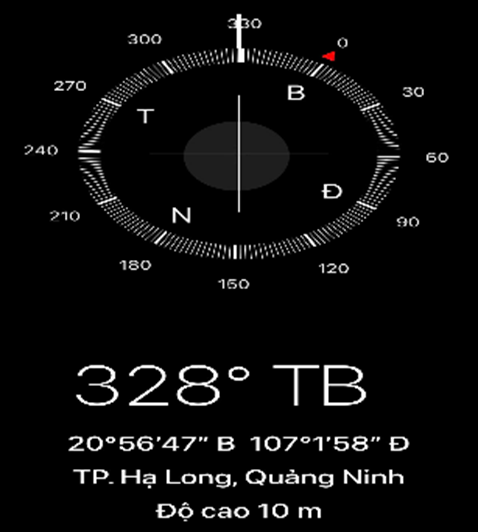 330
300 0
270 B 30
T
240 60
Đ
210 N 90
180 120
150
328° TB
20°56'47" B 107°1'58" Đ
TP. Hạ Long, Quảng Ninh
Độ cao 10 m